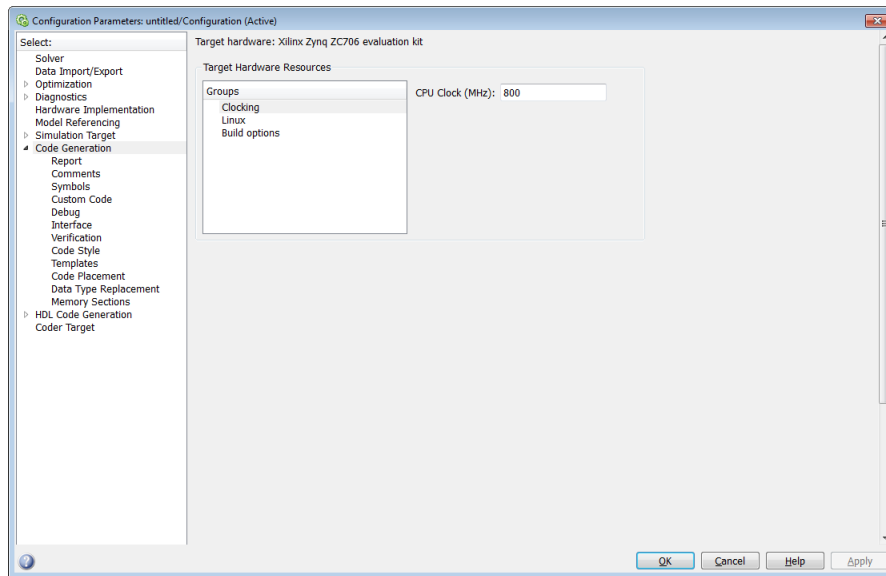 Configuration Parameters: untitled/Configuration (Active)
Select:
Solver
Data Import/Export
Optimization
Diagnostics
Hardware Implementation
Model Referencing
Simulation Target
Code Generation
Report
Comments
Symbols
Custom Code
Debug
Interface
Verification
Code Style
Templates
Code Placement
Data Type Replacement
Memory Sections
HDL Code Generation
Coder Target
Target hardware: Xilinx Zynq ZC706 evaluation kit
Target Hardware Resources
Groups
Clocking
Linux
Build options
CPU Clock (MHz): 800
OK Cancel Help Apply